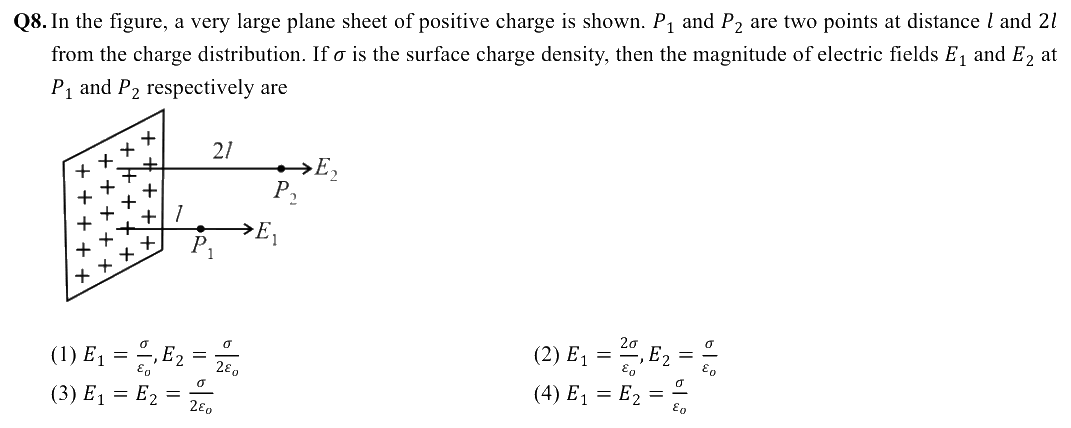 Q8. In the figure, a very large plane sheet of positive charge is shown. P₁ and P₂ are two points at distance l and 2l
from the charge distribution. If σ is the surface charge density, then the magnitude of electric fields E₁ and E₂ at
P₁ and P₂ respectively are
2l
E₂
P₂
l
E₁
P₁
(1) E₁ = σ/ε₀, E₂ = σ/2ε₀
(2) E₁ = 2σ/ε₀, E₂ = σ/ε₀
(3) E₁ = E₂ = σ/2ε₀
(4) E₁ = E₂ = σ/ε₀